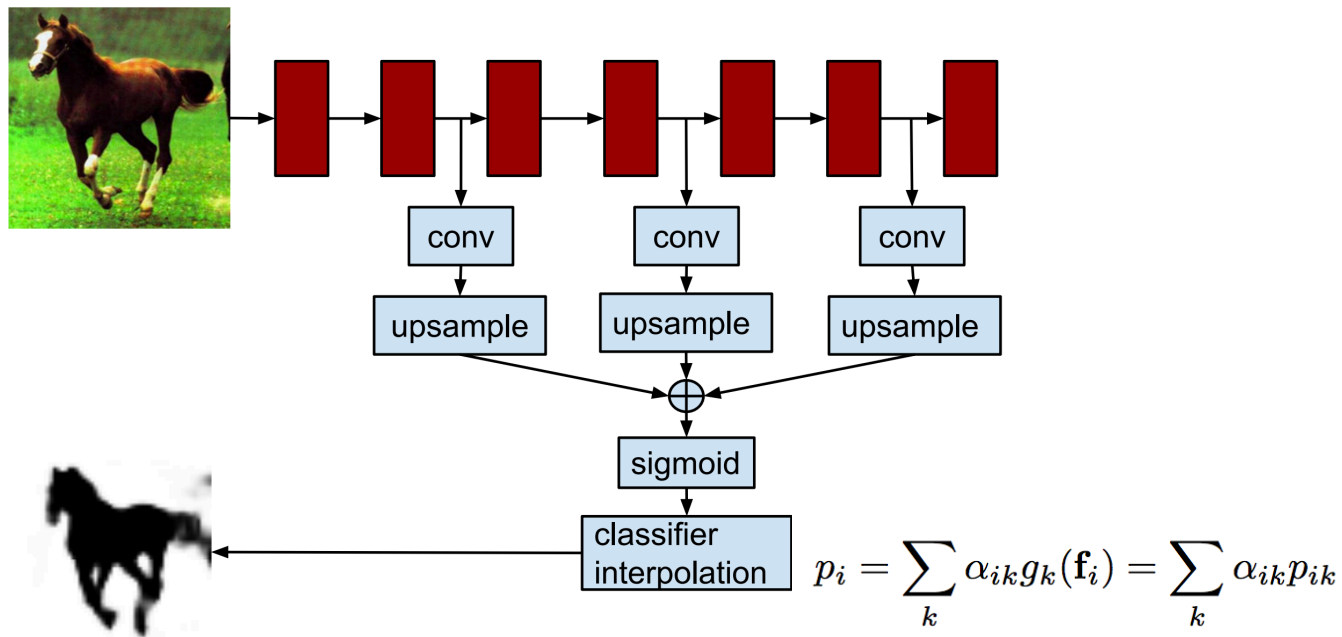 conv
conv
conv
upsample
upsample
upsample
sigmoid
classifier
interpolation
p_i = \sum_k \alpha_{ik} g_k(\mathbf{f}_i) = \sum_k \alpha_{ik} p_{ik}